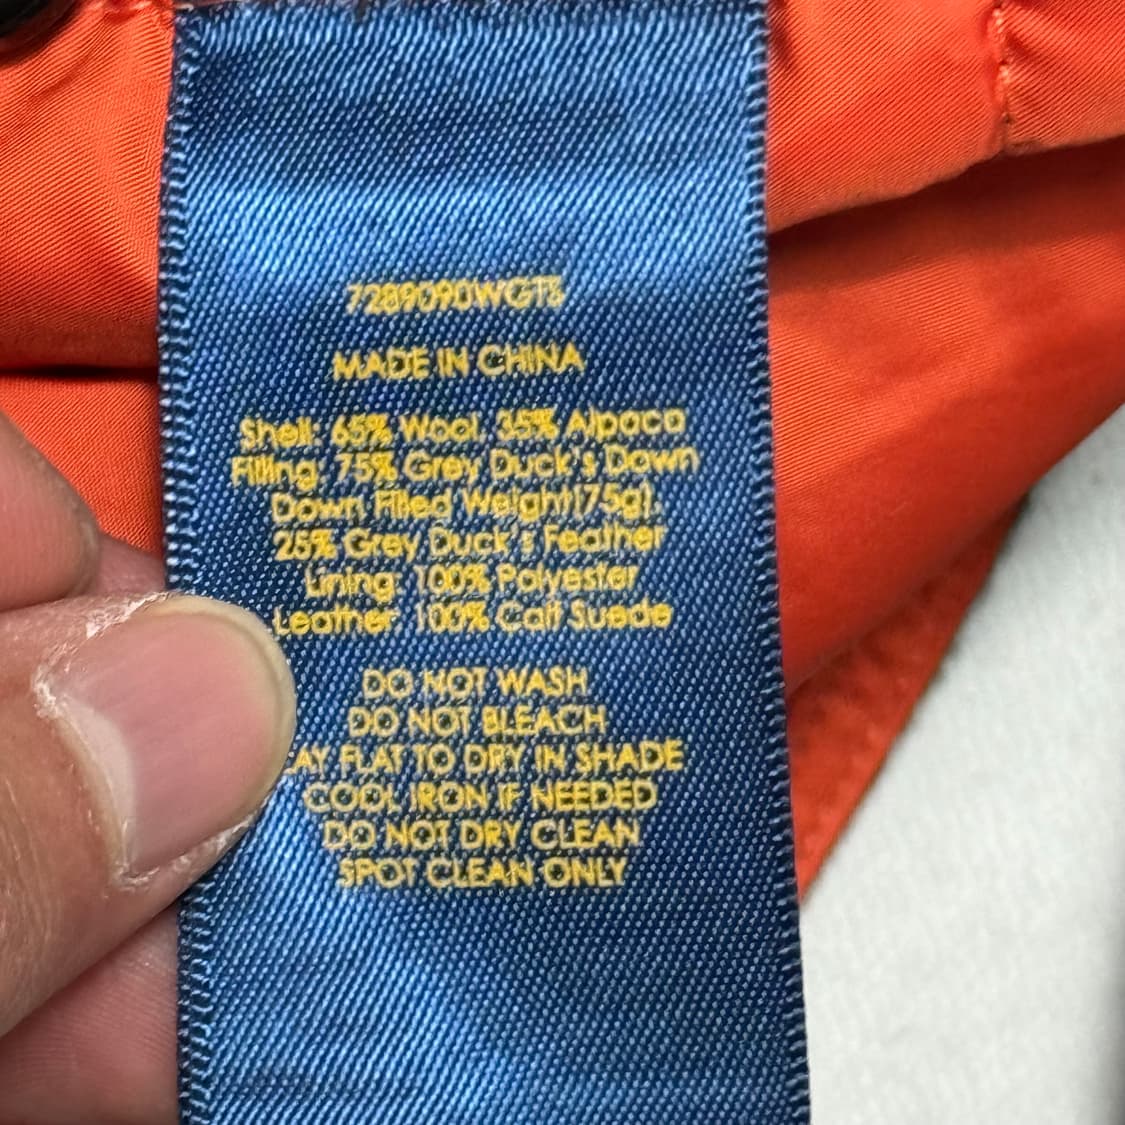 7289090WGTS
MADE IN CHINA
Shell: 65% Wool, 35% Alpaca
Filling: 75% Grey Duck's Down
Down Filled Weight(75g),
25% Grey Duck's Feather
Lining: 100% Polyester
Leather: 100% Calf Suede
DO NOT WASH
DO NOT BLEACH
AY FLAT TO DRY IN SHADE
COOL IRON IF NEEDED
DO NOT DRY CLEAN
SPOT CLEAN ONLY